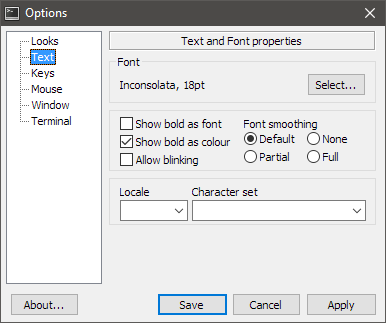 Options
Looks
Text
Keys
Mouse
Window
Terminal
Text and Font properties
Font
Inconsolata, 18pt
Select...
Show bold as font
Show bold as colour
Allow blinking
Font smoothing
Default
None
Partial
Full
Locale
Character set
About...
Save
Cancel
Apply